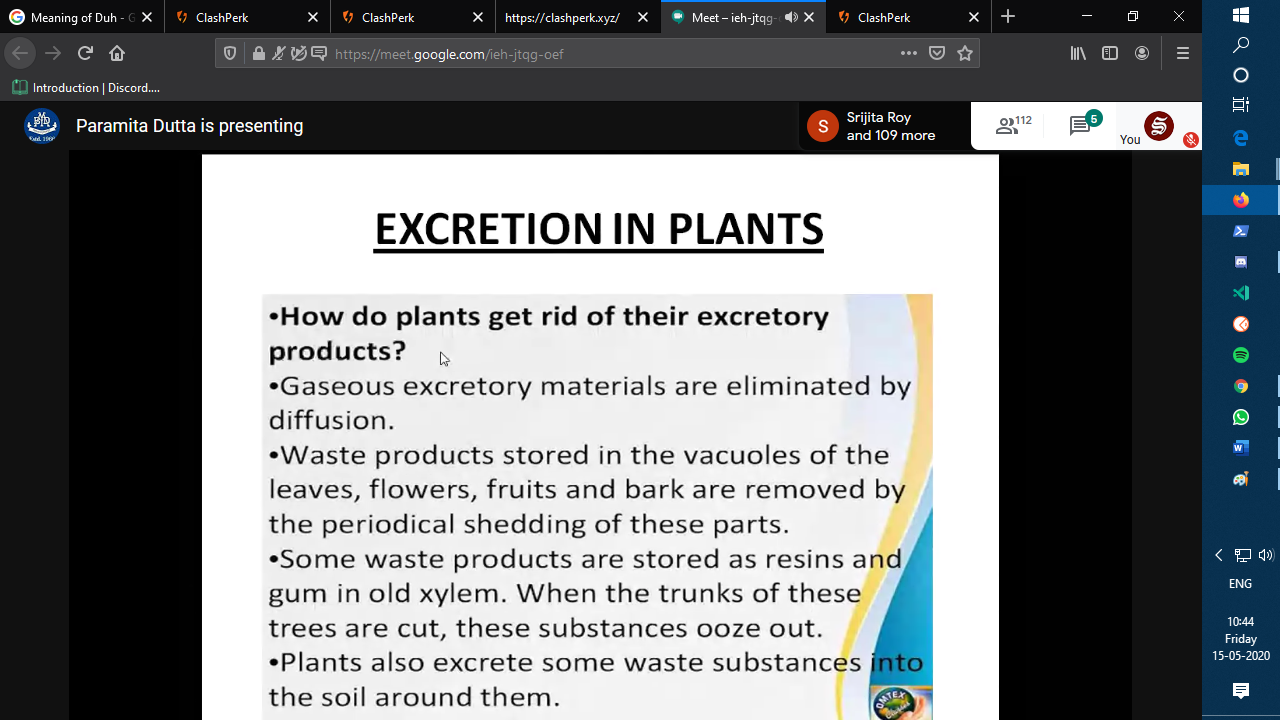 Meaning of Duh - G
ClashPerk
ClashPerk
https://clashperk.xyz/
Meet – ieh-jtqg-
ClashPerk
https://meet.google.com/ieh-jtqg-oef
Introduction | Discord....
Paramita Dutta is presenting
S
Srijita Roy
and 109 more
112
5
You
EXCRETION IN PLANTS
•How do plants get rid of their excretory
products?
•Gaseous excretory materials are eliminated by
diffusion.
•Waste products stored in the vacuoles of the
leaves, flowers, fruits and bark are removed by
the periodical shedding of these parts.
•Some waste products are stored as resins and
gum in old xylem. When the trunks of these
trees are cut, these substances ooze out.
•Plants also excrete some waste substances into
the soil around them.
DMTEX
ENG
10:44
Friday
15-05-2020